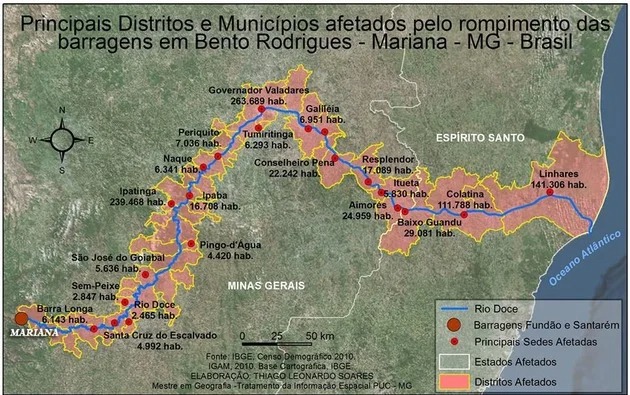 Principais Distritos e Municípios afetados pelo rompimento das
barragens em Bento Rodrigues - Mariana - MG - Brasil
N
W
E
S
Governador Valadares
263.689 hab.
Galiléia
6.951 hab.
Periquito
7.036 hab.
Tumiritinga
6.293 hab.
ESPÍRITO SANTO
Naque
6.341 hab.
Conselheiro Pena
22.242 hab.
Resplendor
17.089 hab.
Itueta
5.830 hab.
Linhares
141.306 hab.
Ipatinga
239.468 hab.
Ipaba
16.708 hab.
Aimorés
24.959 hab.
Colatina
111.788 hab.
Baixo Guandu
29.081 hab.
Pingo-d'Água
4.420 hab.
Oceano Atlântico
São José do Goiabal
5.636 hab.
Sem-Peixe
2.847 hab.
MINAS GERAIS
Barra Longa
6.143 hab.
Rio Doce
2.465 hab.
MARIANA
Santa Cruz do Escalvado
4.992 hab.
0 25 50 km
Fonte: IBGE, Censo Demográfico 2010.
IGAM, 2010. Base Cartográfica, IBGE.
ELABORAÇÃO: THIAGO LEONARDO SOARES
Mestre em Geografia -Tratamento da Informação Espacial PUC - MG
Rio Doce
Barragens Fundão e Santarém
Principais Sedes Afetadas
Estados Afetados
Distritos Afetados